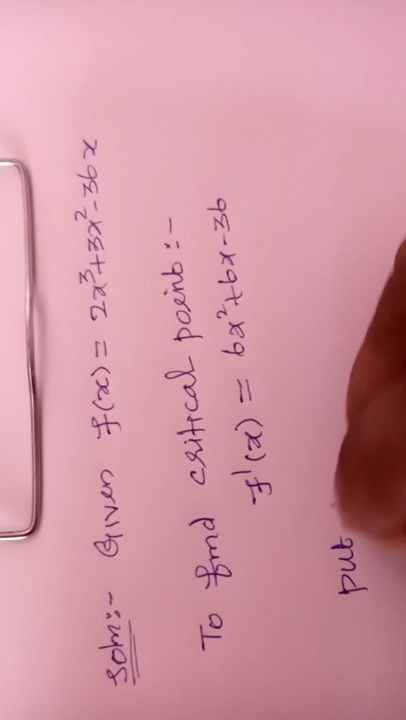 Soln:- Given f(x) = 2x³+3x²-36x
To find critical point:-
f'(x) = 6x²+6x-36
put